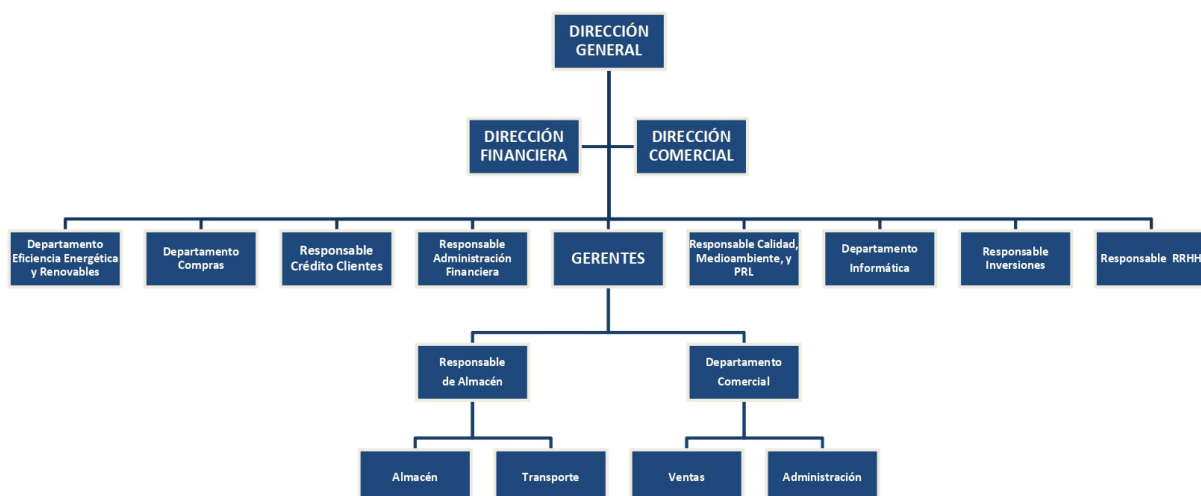 DIRECCIÓN
GENERAL
DIRECCIÓN
FINANCIERA
DIRECCIÓN
COMERCIAL
Departamento
Eficiencia Energética
y Renovables
Departamento
Compras
Responsable
Crédito Clientes
Responsable
Administración
Financiera
GERENTES
Responsable Calidad,
Medioambiente, y
PRL
Departamento
Informática
Responsable
Inversiones
Responsable RRHH
Responsable
de Almacén
Departamento
Comercial
Almacén
Transporte
Ventas
Administración